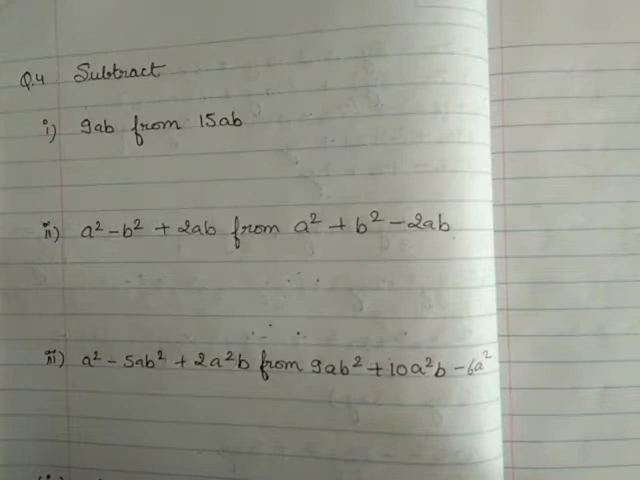 Q.4 Subtract
i) 9ab from 15ab
ii) a² - b² + 2ab from a² + b² - 2ab
iii) a² - 5ab² + 2a²b from 9ab² + 10a²b - 6a²